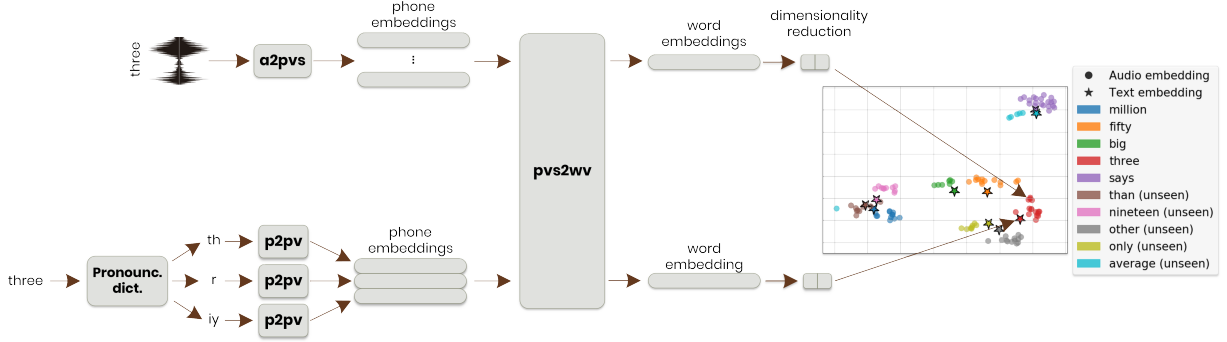 three
a2pvs
phone
embeddings
⋮
pvs2wv
word
embeddings
dimensionality
reduction
three
Pronounc.
dict.
th
r
iy
p2pv
p2pv
p2pv
phone
embeddings
word
embedding
Audio embedding
Text embedding
million
fifty
big
three
says
than (unseen)
nineteen (unseen)
other (unseen)
only (unseen)
average (unseen)